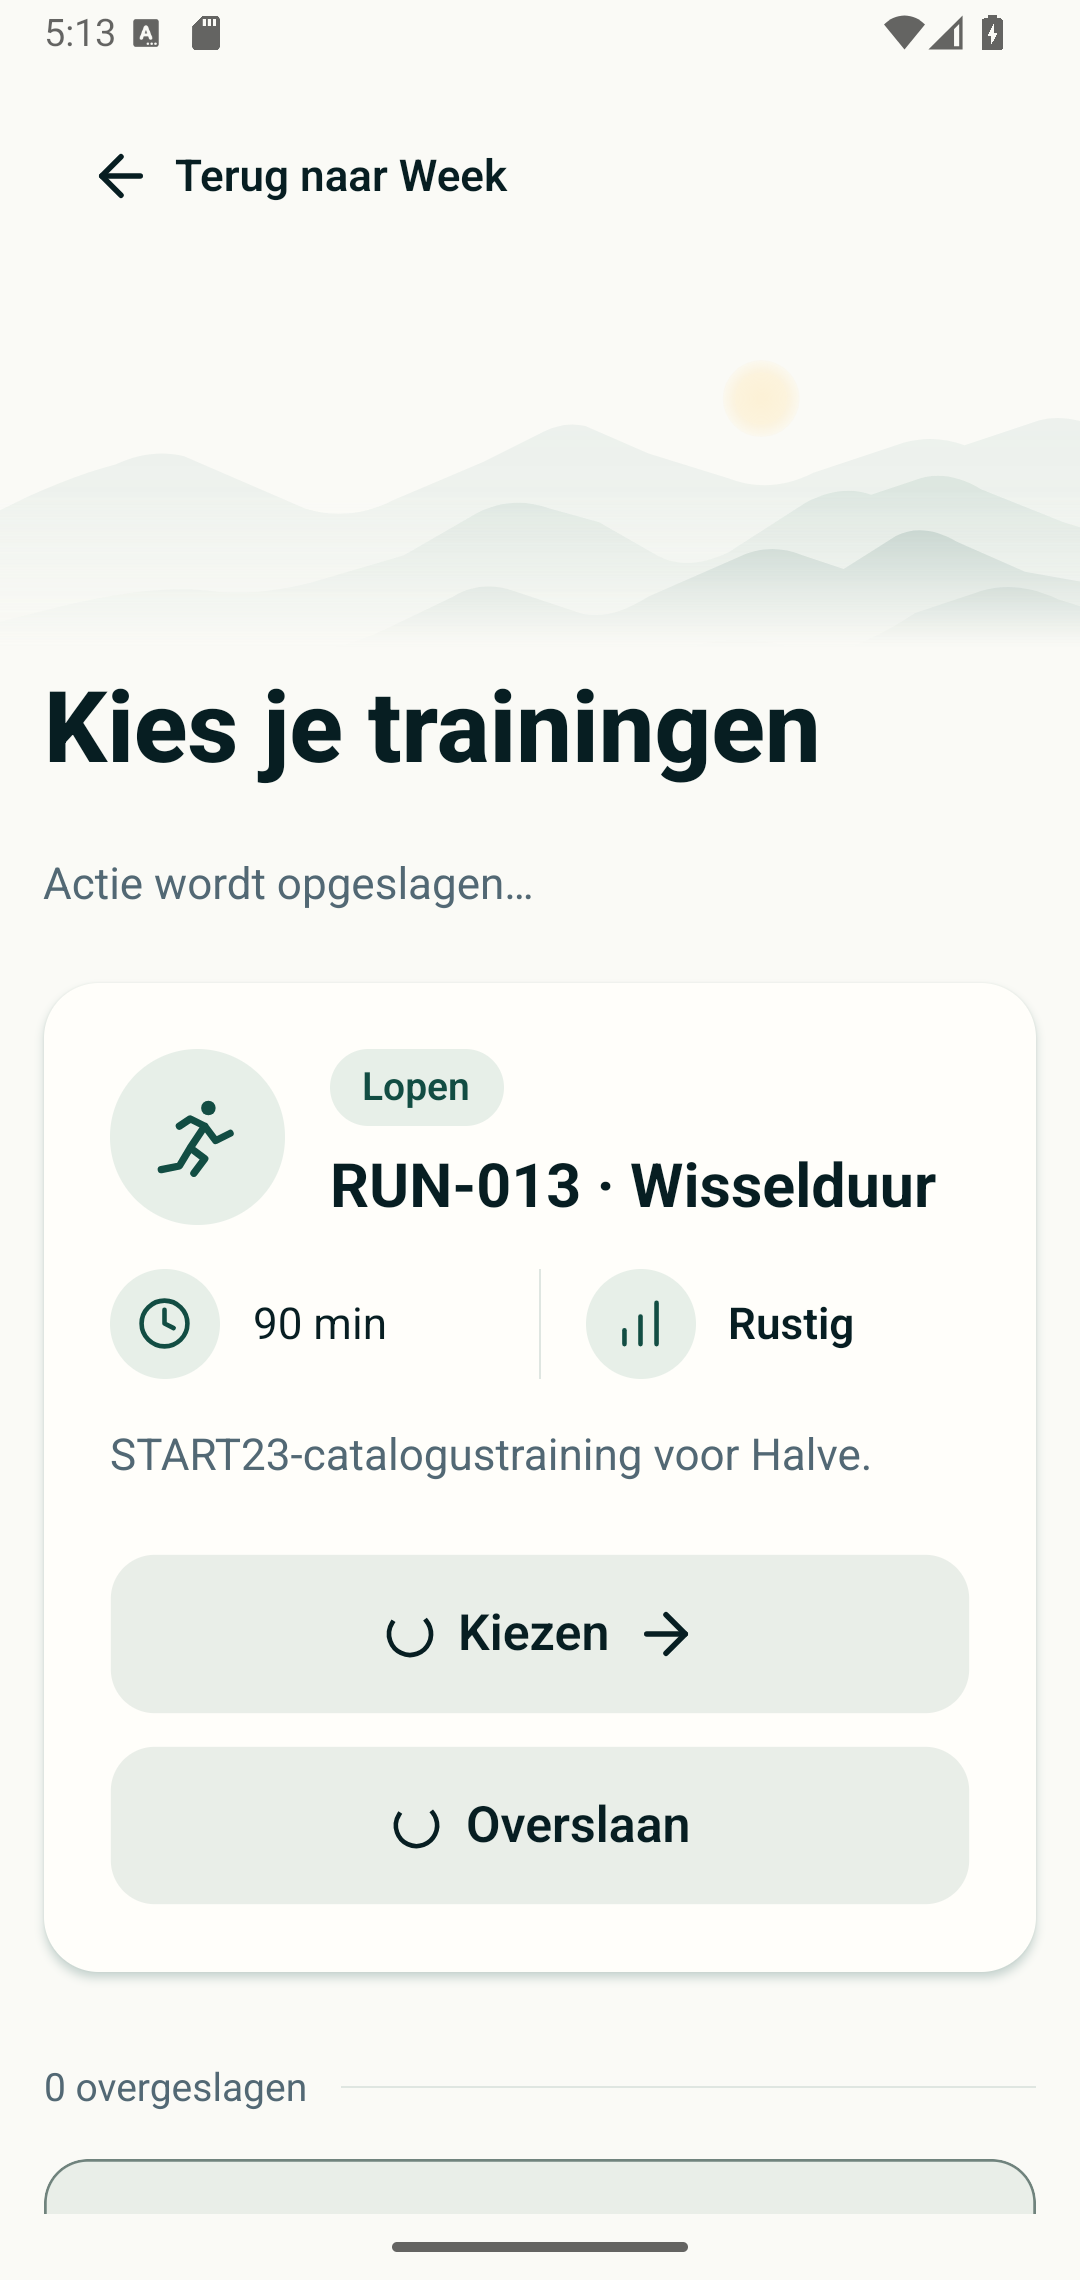 5:13
Terug naar Week
Kies je trainingen
Actie wordt opgeslagen...
Lopen
RUN-013 · Wisselduur
90 min
Rustig
START23-catalogustraining voor Halve.
Kiezen
Overslaan
0 overgeslagen